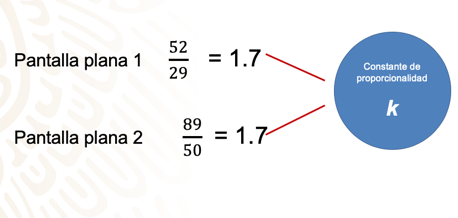 Pantalla plana 1 52/29 = 1.7
Constante de
proporcionalidad
k
Pantalla plana 2 89/50 = 1.7